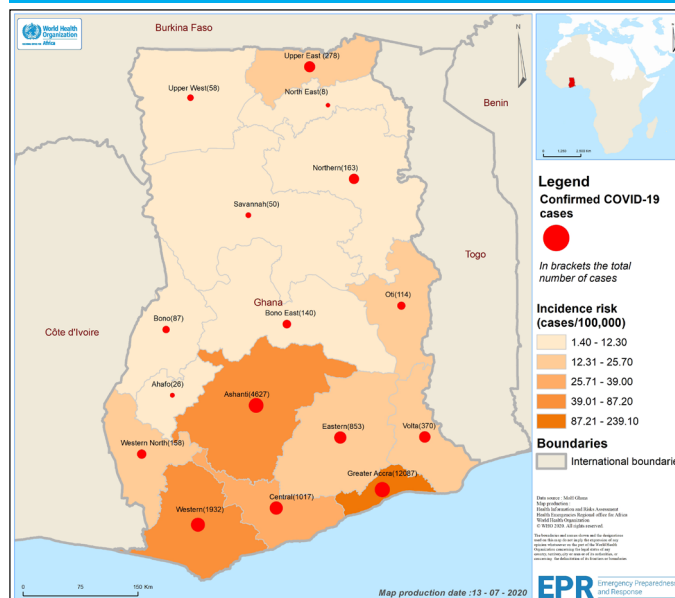 World Health
Organization
Africa
Burkina Faso
N
Upper East (278)
Upper West(58)
North East(8)
Benin
Northern(163)
Savannah(50)
Togo
Ghana
Oti(114)
Bono East(140)
Bono(87)
Côte d'Ivoire
Ahafo(26)
Ashanti(4627)
Eastern(853)
Volta(370)
Western North(158)
Greater Accra(12087)
Central(1017)
Western(1932)
0 75 150 Km
Map production date :13 - 07 - 2020
Legend
Confirmed COVID-19
cases
In brackets the total
number of cases
Incidence risk
(cases/100,000)
1.40 - 12.30
12.31 - 25.70
25.71 - 39.00
39.01 - 87.20
87.21 - 239.10
Boundaries
International boundarie
Data source : MoH Ghana
Map production :
Health Information and Risks Assessment
Health Emergencies Regional office for Africa
World Health Organization
© WHO 2020. All rights reserved.
EPR
Emergency Preparedness
and Response